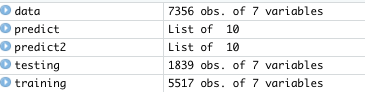 data 7356 obs. of 7 variables
predict List of 10
predict2 List of 10
testing 1839 obs. of 7 variables
training 5517 obs. of 7 variables